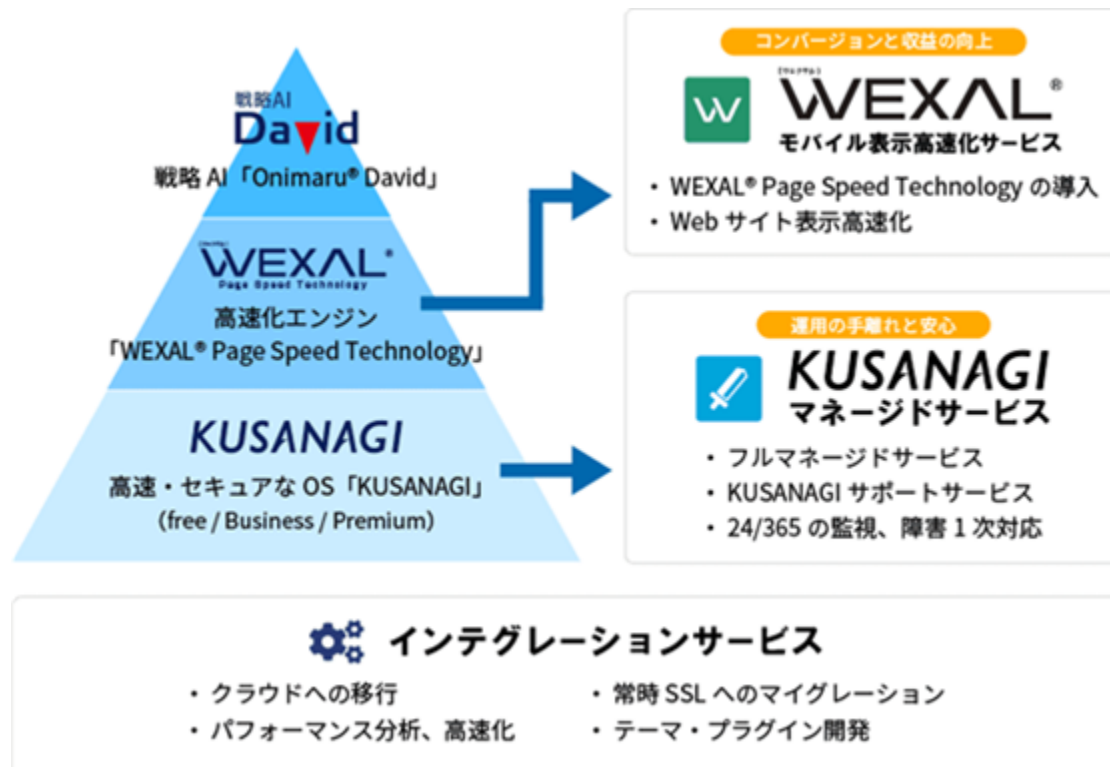 戦略AI
David
戦略 AI「Onimaru® David」
WEXAL®
Page Speed Technology
高速化エンジン
「WEXAL® Page Speed Technology」
KUSANAGI
高速・セキュアな OS「KUSANAGI」
(free / Business / Premium)
コンバージョンと収益の向上
W
WEXAL®
モバイル表示高速化サービス
・ WEXAL® Page Speed Technology の導入
・ Web サイト表示高速化
運用の手離れと安心
KUSANAGI
マネージドサービス
・ フルマネージドサービス
・ KUSANAGI サポートサービス
・ 24/365 の監視、障害 1 次対応
インテグレーションサービス
・ クラウドへの移行
・ パフォーマンス分析、高速化
・ 常時 SSL へのマイグレーション
・ テーマ・プラグイン開発